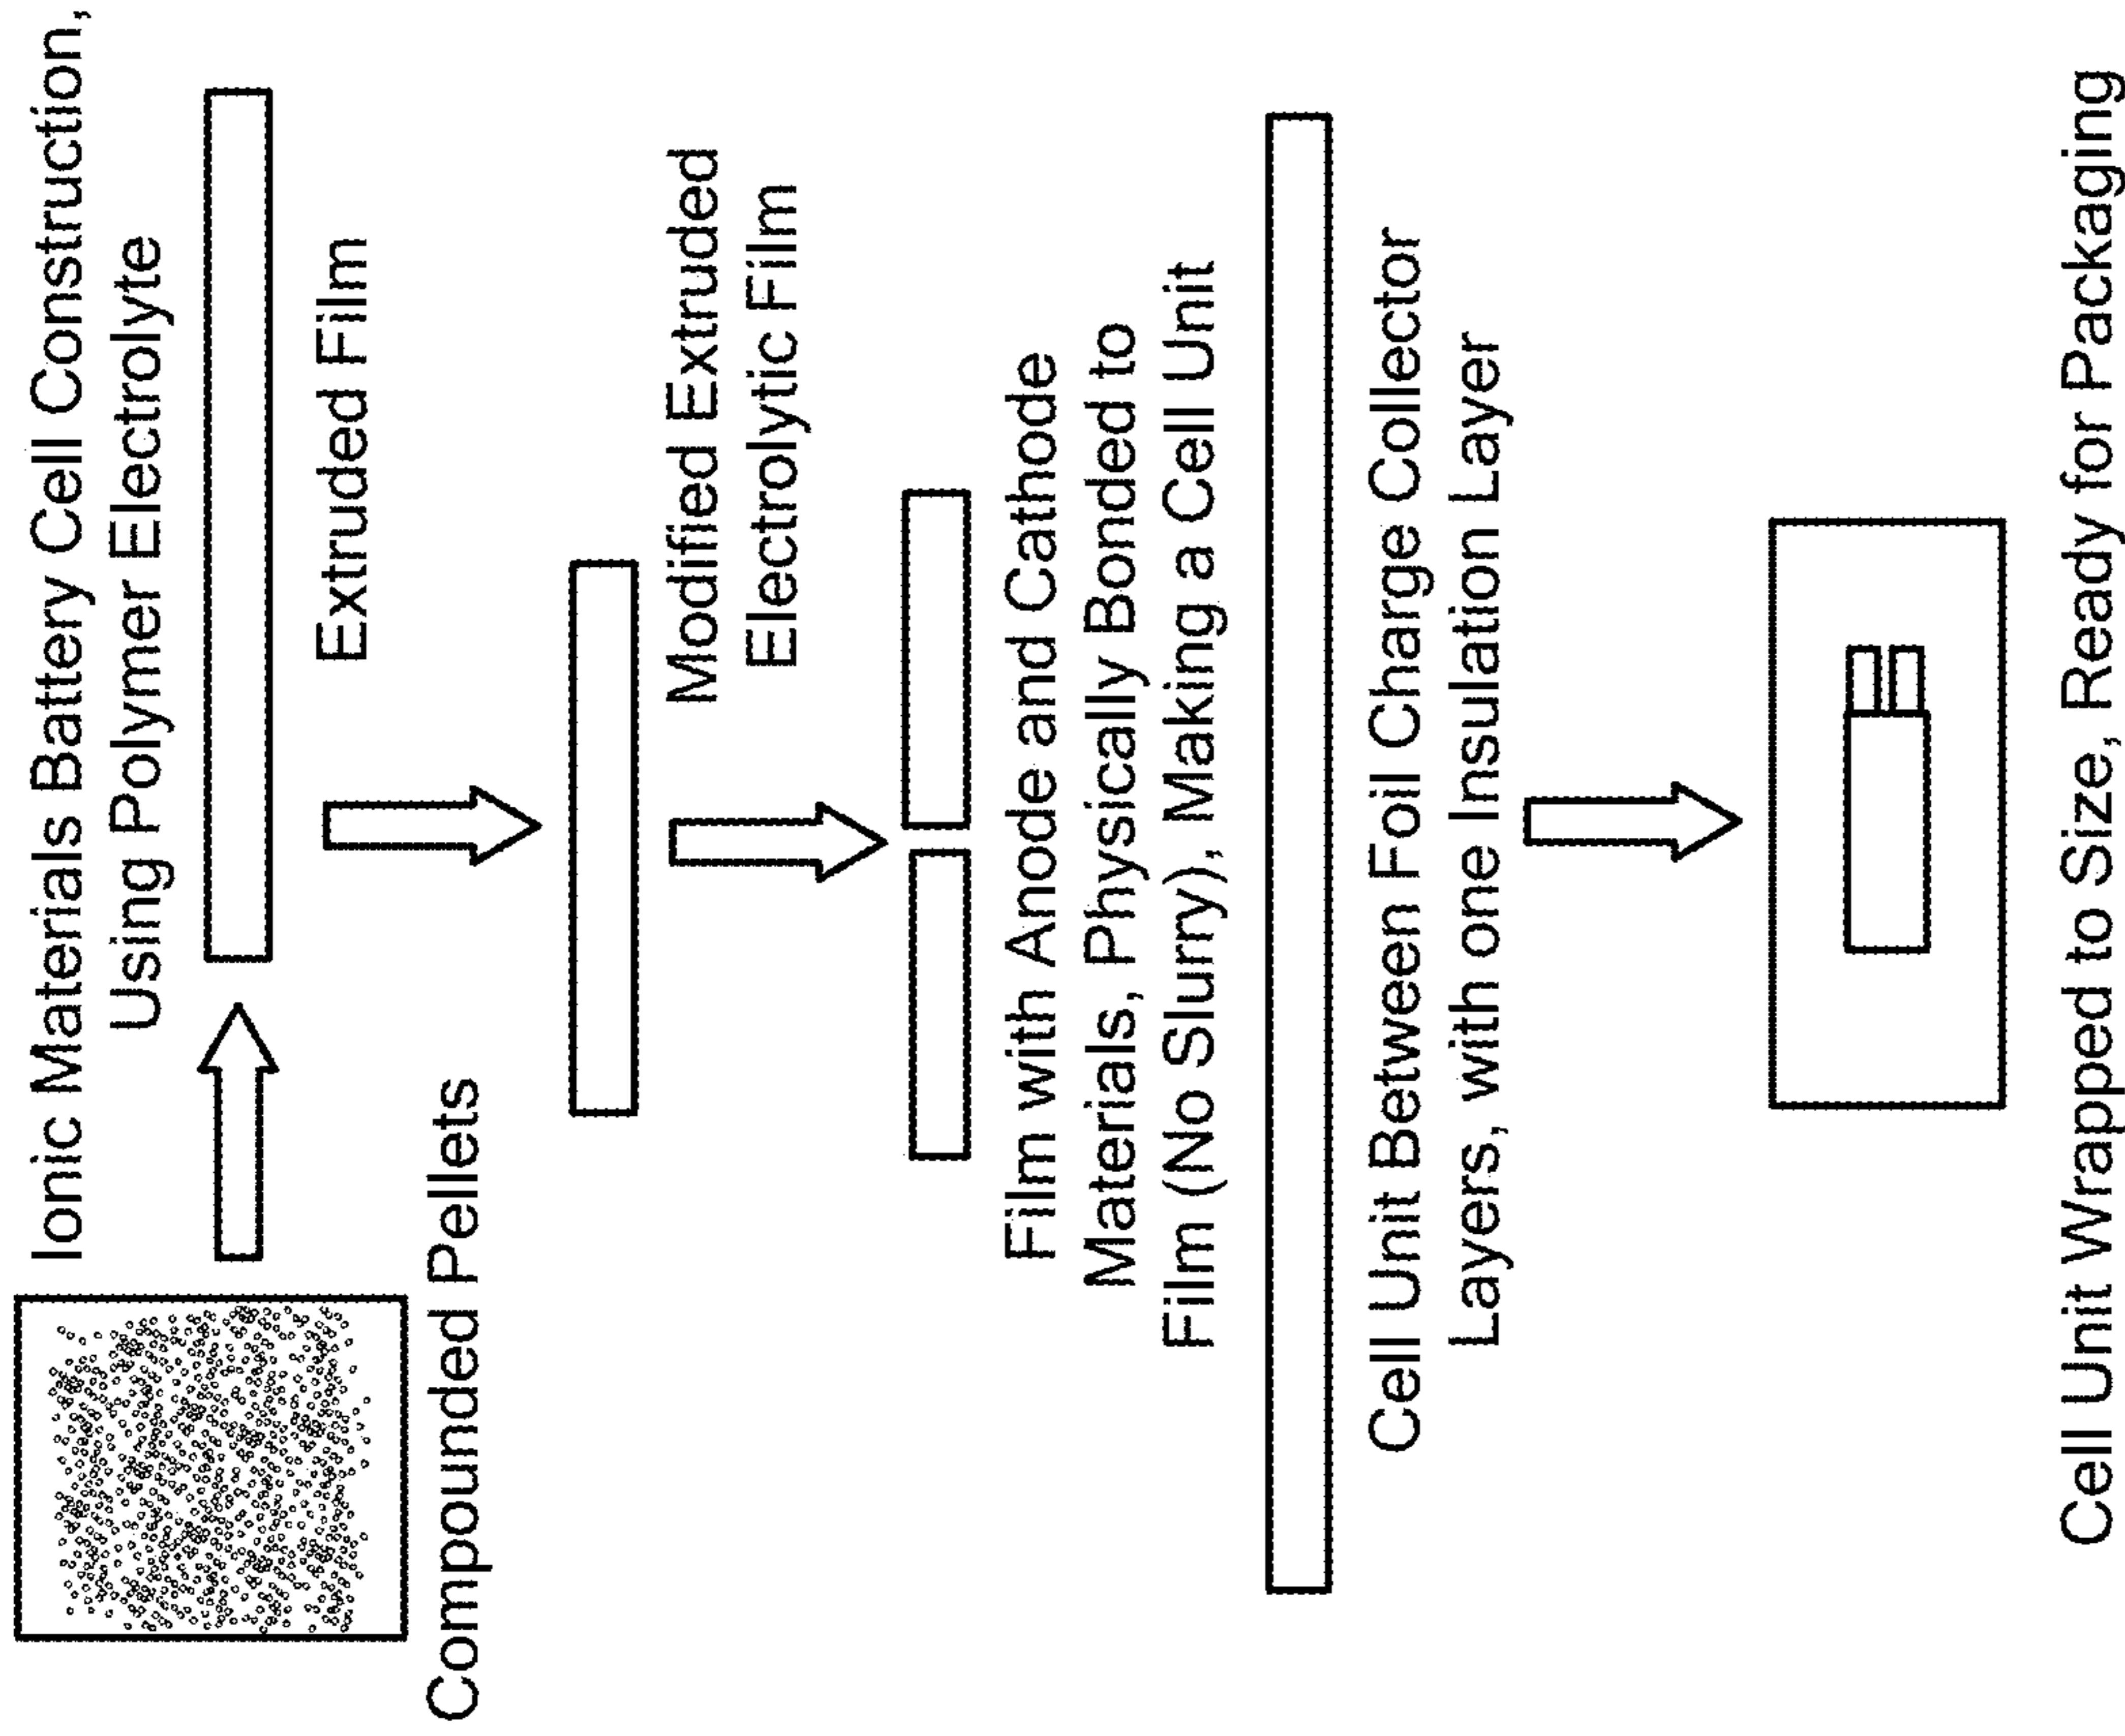 Ionic Materials Battery Cell Construction,
Using Polymer Electrolyte
Compounded Pellets
Extruded Film
Modified Extruded
Electrolytic Film
Film with Anode and Cathode
Materials, Physically Bonded to
Film (No Slurry), Making a Cell Unit
Cell Unit Between Foil Charge Collector
Layers, with one Insulation Layer
Cell Unit Wrapped to Size, Ready for Packaging